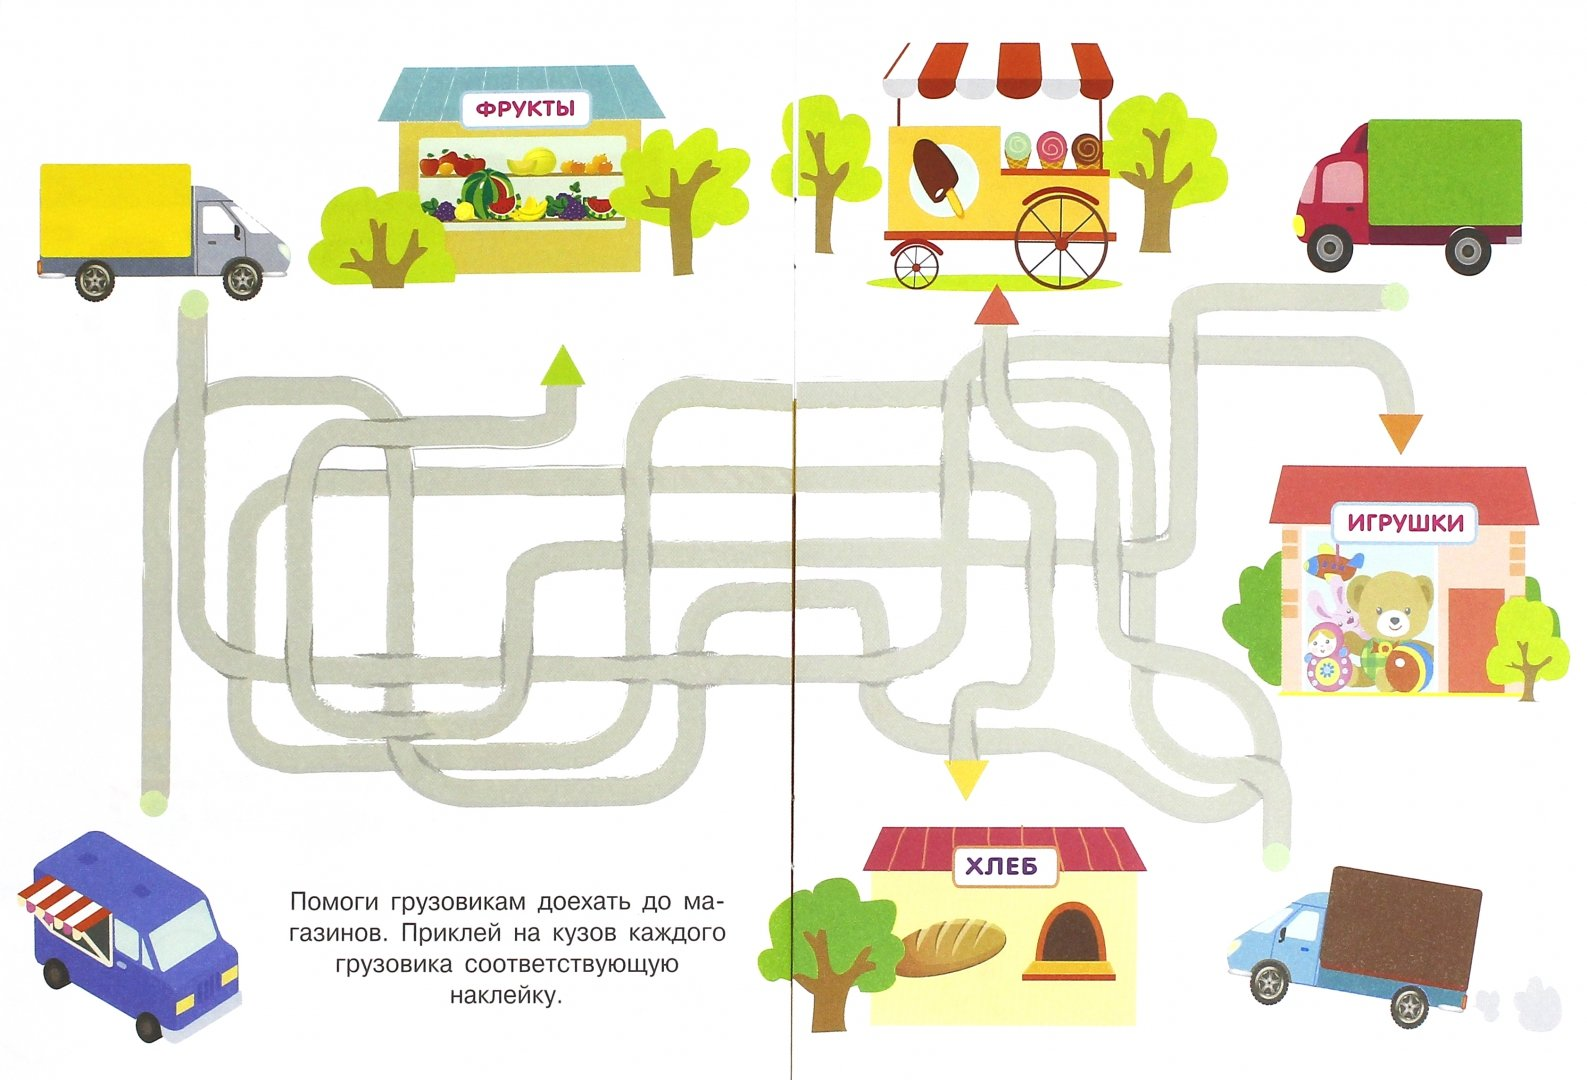 ФРУКТЫ
ИГРУШКИ
ХЛЕБ
Помоги грузовикам доехать до ма-
газинов. Приклей на кузов каждого
грузовика соответствующую
наклейку.